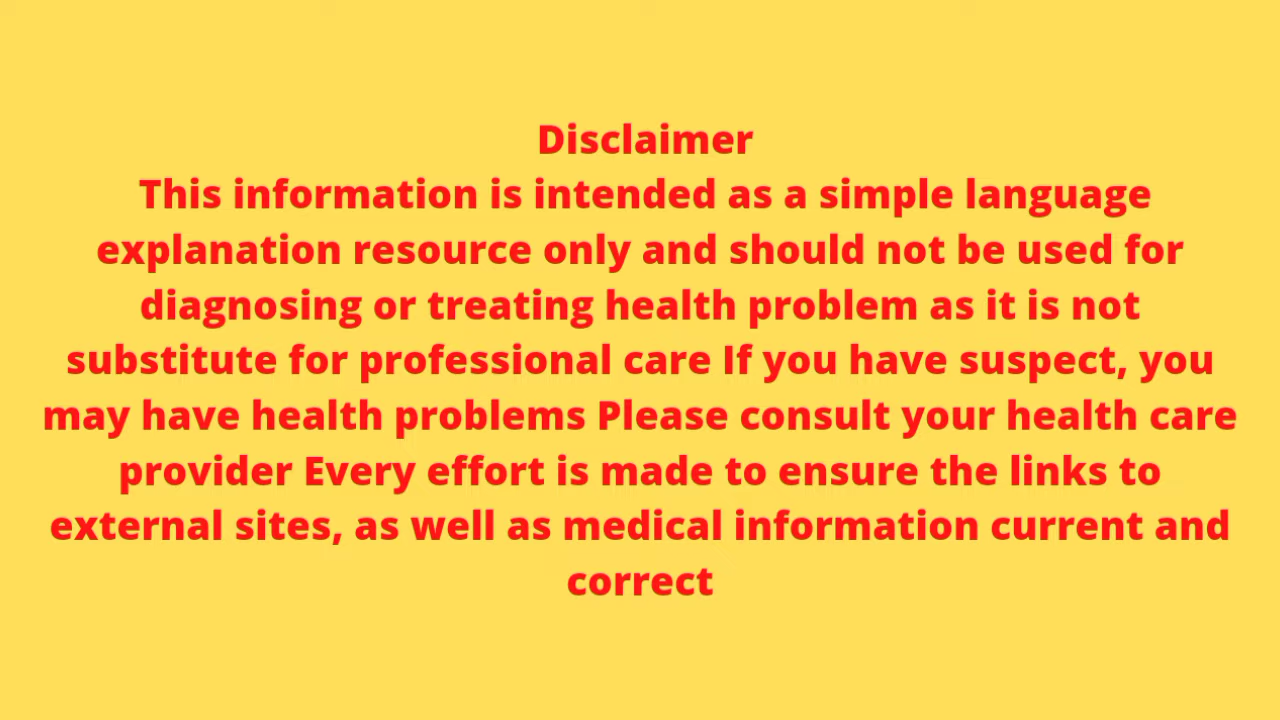 Disclaimer
This information is intended as a simple language
explanation resource only and should not be used for
diagnosing or treating health problem as it is not
substitute for professional care If you have suspect, you
may have health problems Please consult your health care
provider Every effort is made to ensure the links to
external sites, as well as medical information current and
correct